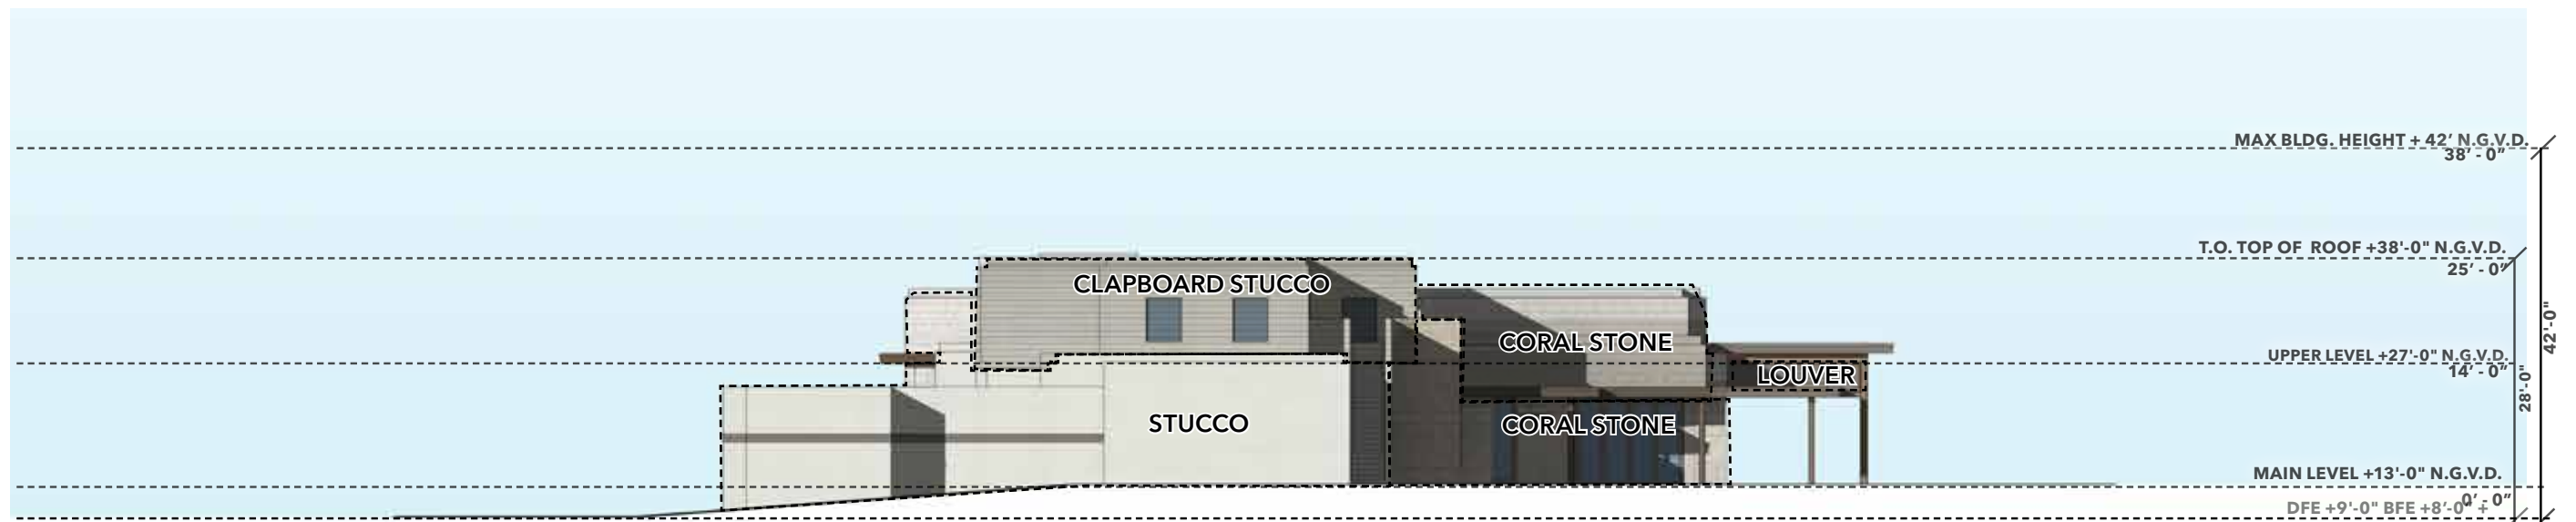 MAX BLDG. HEIGHT + 42' N.G.V.D.
38' - 0"
T.O. TOP OF ROOF +38'-0" N.G.V.D.
25' - 0"
CLAPBOARD STUCCO
42'-0"
CORAL STONE
UPPER LEVEL +27'-0" N.G.V.D.
14' - 0"
LOUVER
28'-0"
STUCCO
CORAL STONE
MAIN LEVEL +13'-0" N.G.V.D.
0' - 0"
DFE +9'-0" BFE +8'-0" +